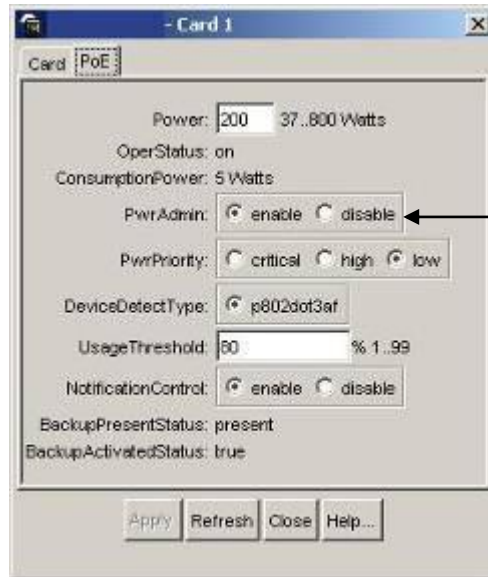 - Card 1
Card PoE
Power: 200 37..800 Watts
OperStatus: on
ConsumptionPower: 5 Watts
PwrAdmin: enable disable
PwrPriority: critical high low
DeviceDetectType: p802dot3af
UsageThreshold: 80 % 1..99
NotificationControl: enable disable
BackupPresentStatus: present
BackupActivatedStatus: true
Apply Refresh Close Help...